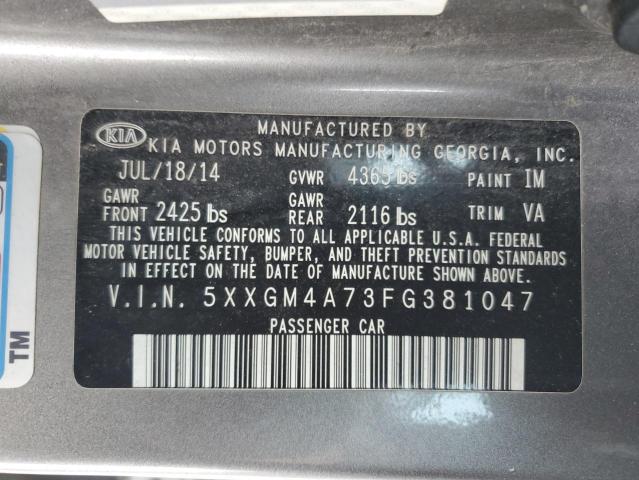 KIA
MANUFACTURED BY
KIA MOTORS MANUFACTURING GEORGIA, INC.
JUL/18/14 GVWR 4365 lbs PAINT IM
GAWR FRONT 2425 lbs GAWR REAR 2116 lbs TRIM VA
THIS VEHICLE CONFORMS TO ALL APPLICABLE U.S.A. FEDERAL
MOTOR VEHICLE SAFETY, BUMPER, AND THEFT PREVENTION STANDARDS
IN EFFECT ON THE DATE OF MANUFACTURE SHOWN ABOVE.
V.I.N. 5XXGM4A73FG381047
PASSENGER CAR
TM